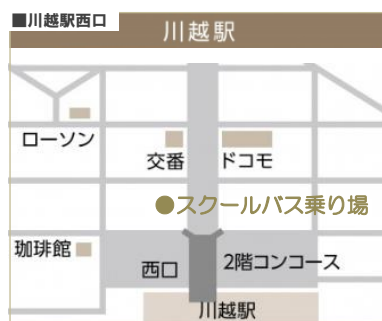 ■川越駅西口
川越駅
ローソン
交番
ドコモ
●スクールバス乗り場
珈琲館
西口
2階コンコース
川越駅